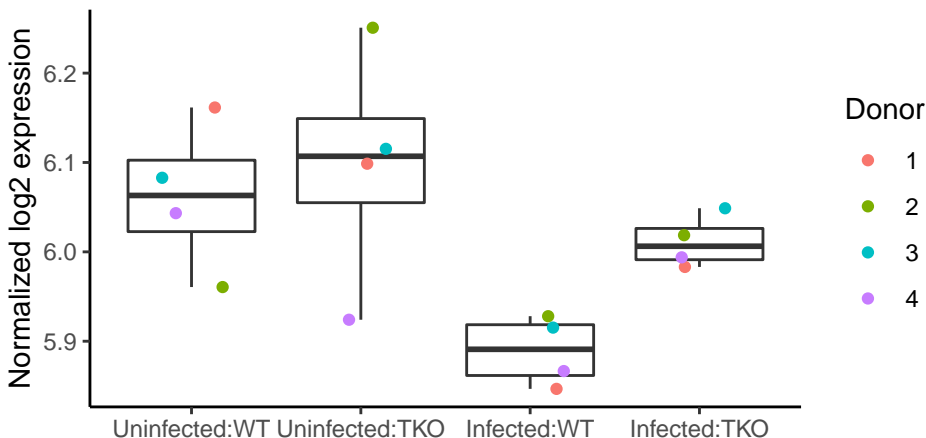 Normalized log2 expression
6.2
6.1
6.0
5.9
Uninfected:WT Uninfected:TKO Infected:WT Infected:TKO
Donor
1
2
3
4